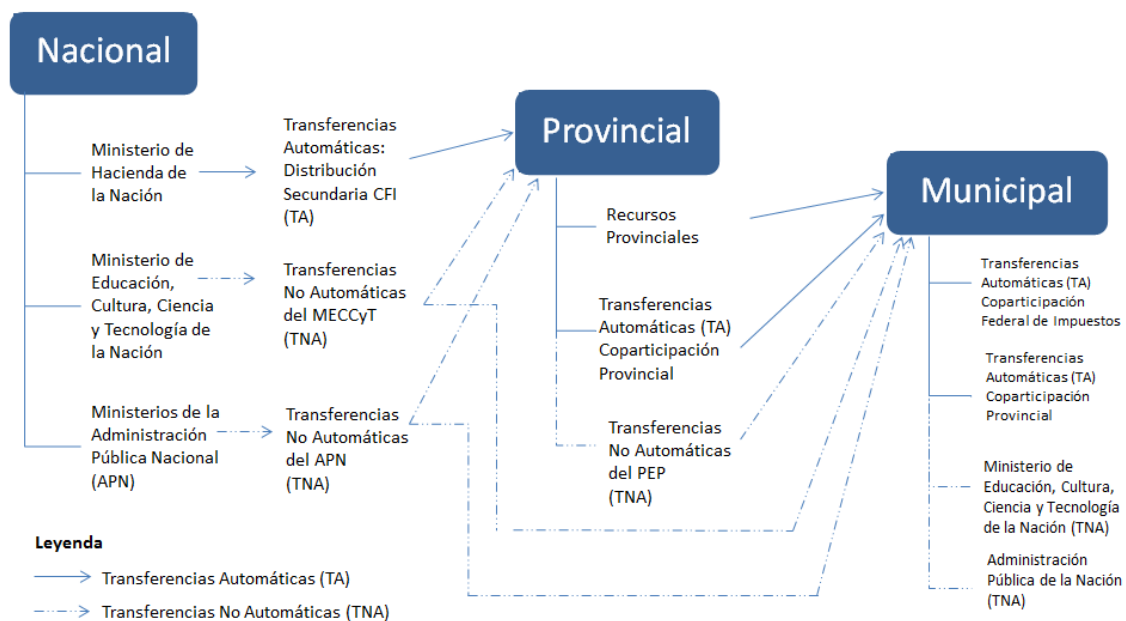 Nacional
Ministerio de
Hacienda de
la Nación
Transferencias
Automáticas:
Distribución
Secundaria CFI
(TA)
Ministerio de
Educación,
Cultura, Ciencia
y Tecnología de
la Nación
Transferencias
No Automáticas
del MECCyT
(TNA)
Ministerios de la
Administración
Pública Nacional
(APN)
Transferencias
No Automáticas
del APN
(TNA)
Provincial
Recursos
Provinciales
Transferencias
Automáticas (TA)
Coparticipación
Provincial
Transferencias
No Automáticas
del PEP
(TNA)
Municipal
Transferencias
Automáticas (TA)
Coparticipación
Federal de Impuestos
Transferencias
Automáticas (TA)
Coparticipación
Provincial
Ministerio de
Educación, Cultura,
Ciencia y Tecnología
de la Nación (TNA)
Administración
Pública de la Nación
(TNA)
Leyenda
Transferencias Automáticas (TA)
Transferencias No Automáticas (TNA)